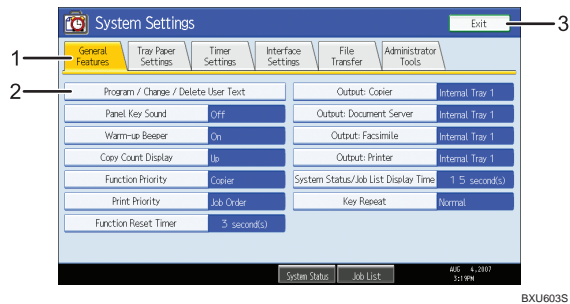 System Settings
Exit
3
1
General Features
Tray Paper Settings
Timer Settings
Interface Settings
File Transfer
Administrator Tools
2
Program / Change / Delete User Text
Output: Copier
Internal Tray 1
Panel Key Sound
Off
Output: Document Server
Internal Tray 1
Warm-up Beeper
On
Output: Facsimile
Internal Tray 1
Copy Count Display
Up
Output: Printer
Internal Tray 1
Function Priority
Copier
System Status/Job List Display Time
15 second(s)
Print Priority
Job Order
Key Repeat
Normal
Function Reset Timer
3 second(s)
System Status
Job List
AUG 4,2007
3:19PM
BXU603S